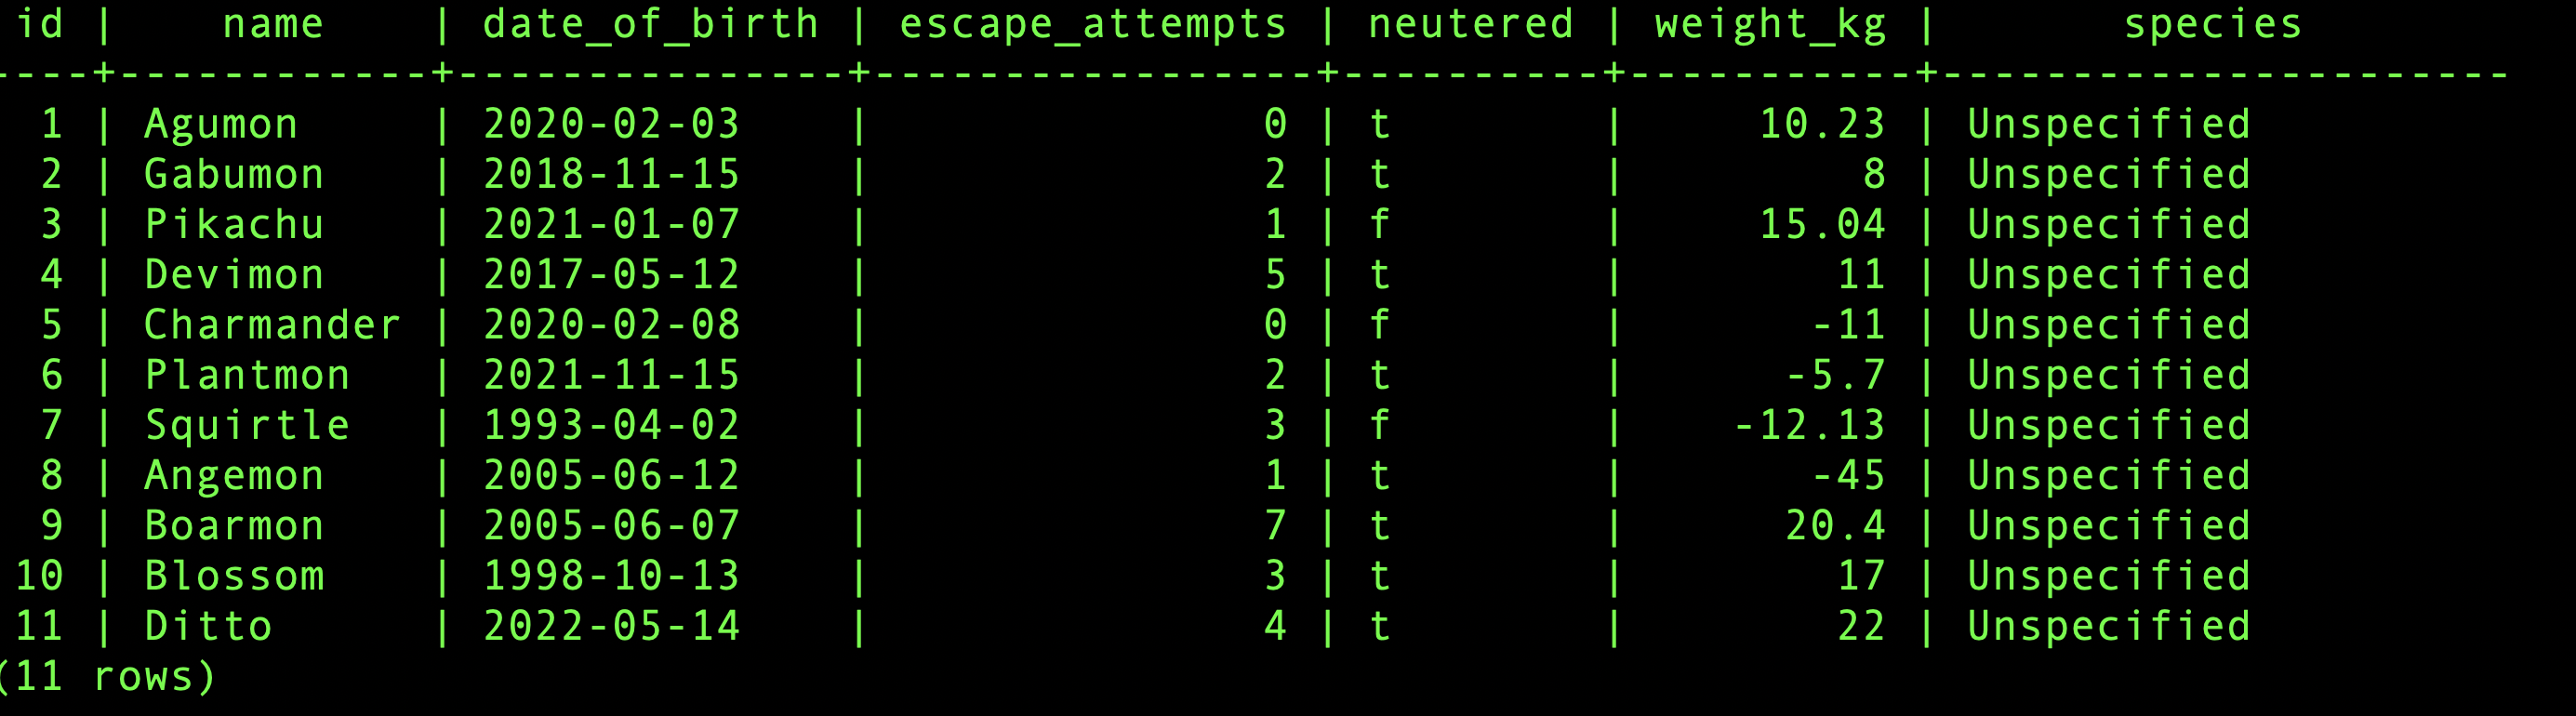 id |    name    | date_of_birth | escape_attempts | neutered | weight_kg |       species
----+------------+---------------+-----------------+----------+-----------+----------------------
  1 | Agumon     | 2020-02-03    |               0 | t        |     10.23 | Unspecified
  2 | Gabumon    | 2018-11-15    |               2 | t        |         8 | Unspecified
  3 | Pikachu    | 2021-01-07    |               1 | f        |     15.04 | Unspecified
  4 | Devimon    | 2017-05-12    |               5 | t        |        11 | Unspecified
  5 | Charmander | 2020-02-08    |               0 | f        |       -11 | Unspecified
  6 | Plantmon   | 2021-11-15    |               2 | t        |      -5.7 | Unspecified
  7 | Squirtle   | 1993-04-02    |               3 | f        |    -12.13 | Unspecified
  8 | Angemon    | 2005-06-12    |               1 | t        |       -45 | Unspecified
  9 | Boarmon    | 2005-06-07    |               7 | t        |      20.4 | Unspecified
 10 | Blossom    | 1998-10-13    |               3 | t        |        17 | Unspecified
 11 | Ditto      | 2022-05-14    |               4 | t        |        22 | Unspecified
(11 rows)